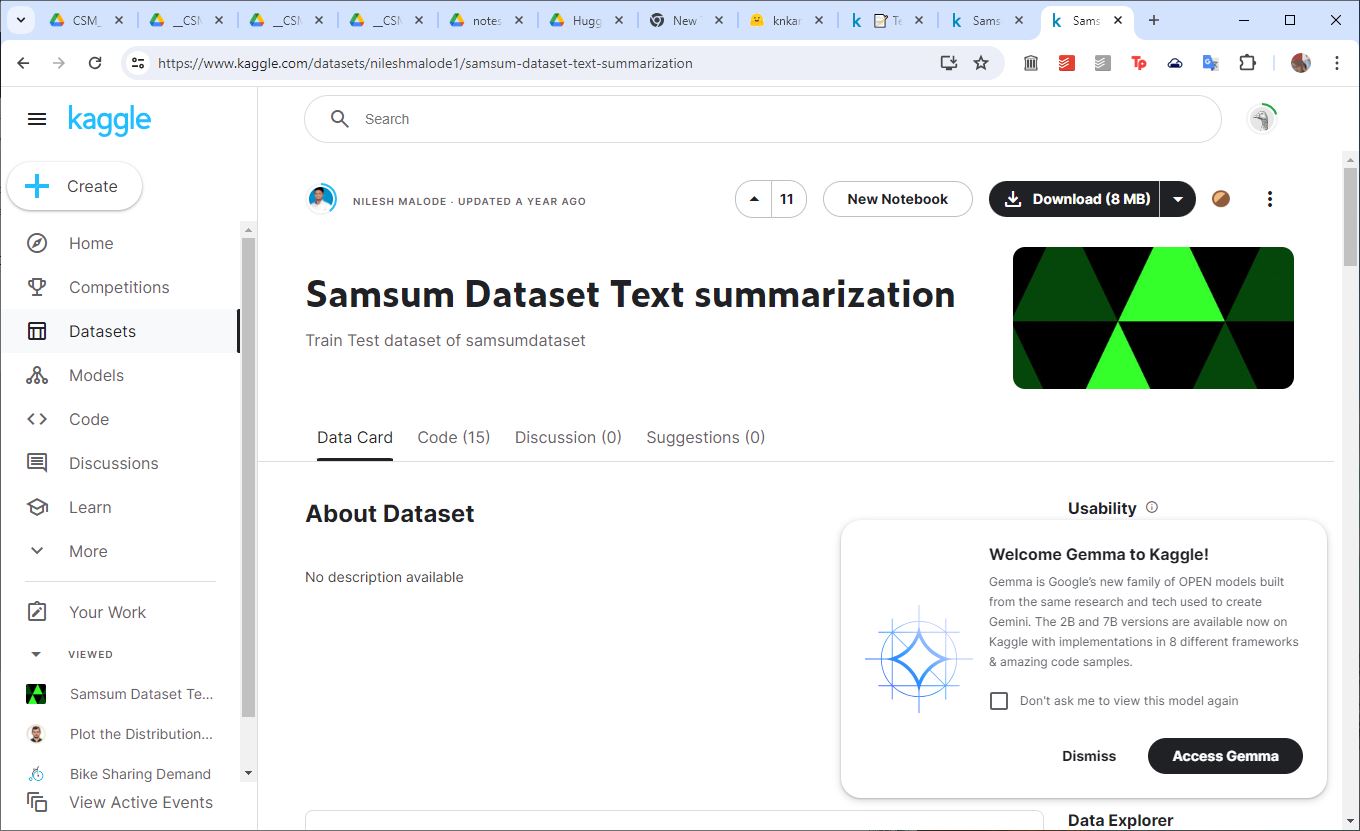 CSM_
__CSM
__CSM
__CSM
notes
Hugg
New
knkar
Sams
Sams
https://www.kaggle.com/datasets/nileshmalode1/samsum-dataset-text-summarization
kaggle
Search
Create
NILESH MALODE · UPDATED A YEAR AGO
11
New Notebook
Download (8 MB)
Home
Competitions
Datasets
Models
Code
Discussions
Learn
More
Your Work
VIEWED
Samsum Dataset Te...
Plot the Distribution...
Bike Sharing Demand
View Active Events
Samsum Dataset Text summarization
Train Test dataset of samsumdataset
Data Card Code (15) Discussion (0) Suggestions (0)
About Dataset
No description available
Usability
Welcome Gemma to Kaggle!
Gemma is Google's new family of OPEN models built
from the same research and tech used to create
Gemini. The 2B and 7B versions are available now on
Kaggle with implementations in 8 different frameworks
& amazing code samples.
Don't ask me to view this model again
Dismiss
Access Gemma
Data Explorer